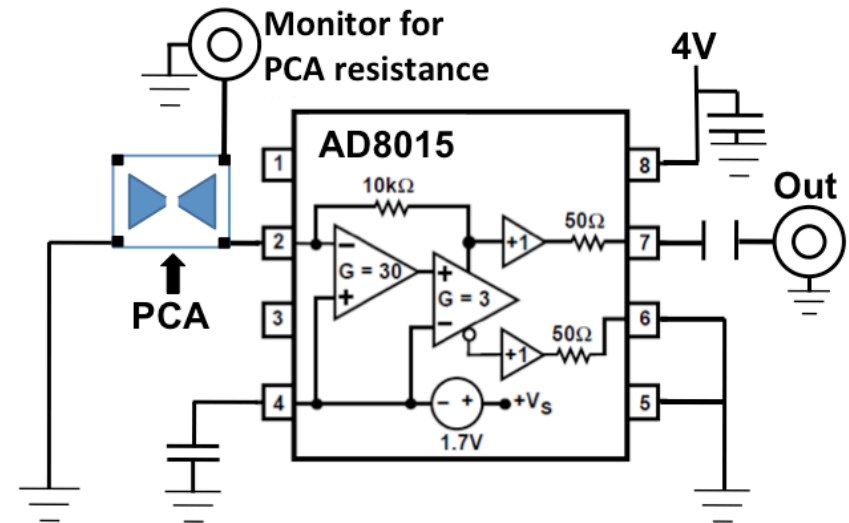 Monitor for
PCA resistance
4V
AD8015
1
8
10kΩ
Out
50Ω
2
+1
7
−
G = 30
+
+
G = 3
−
PCA
3
50Ω
6
+1
4
− +
+VS
5
1.7V